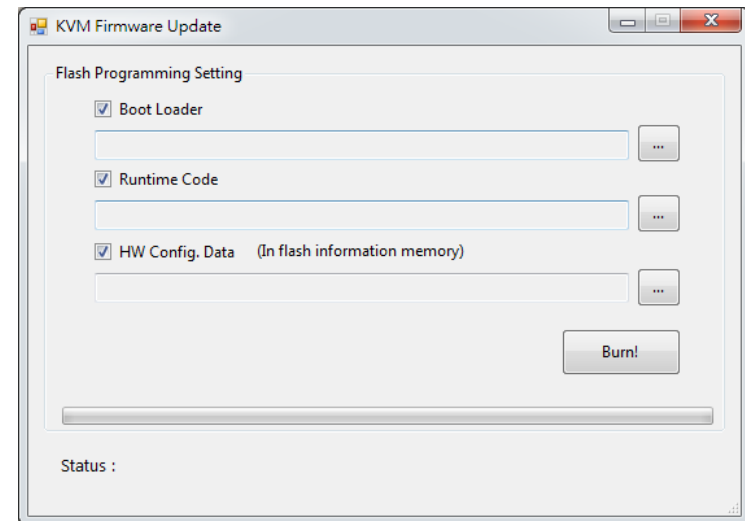 KVM Firmware Update
Flash Programming Setting
Boot Loader
...
Runtime Code
...
HW Config. Data (In flash information memory)
...
Burn!
Status :